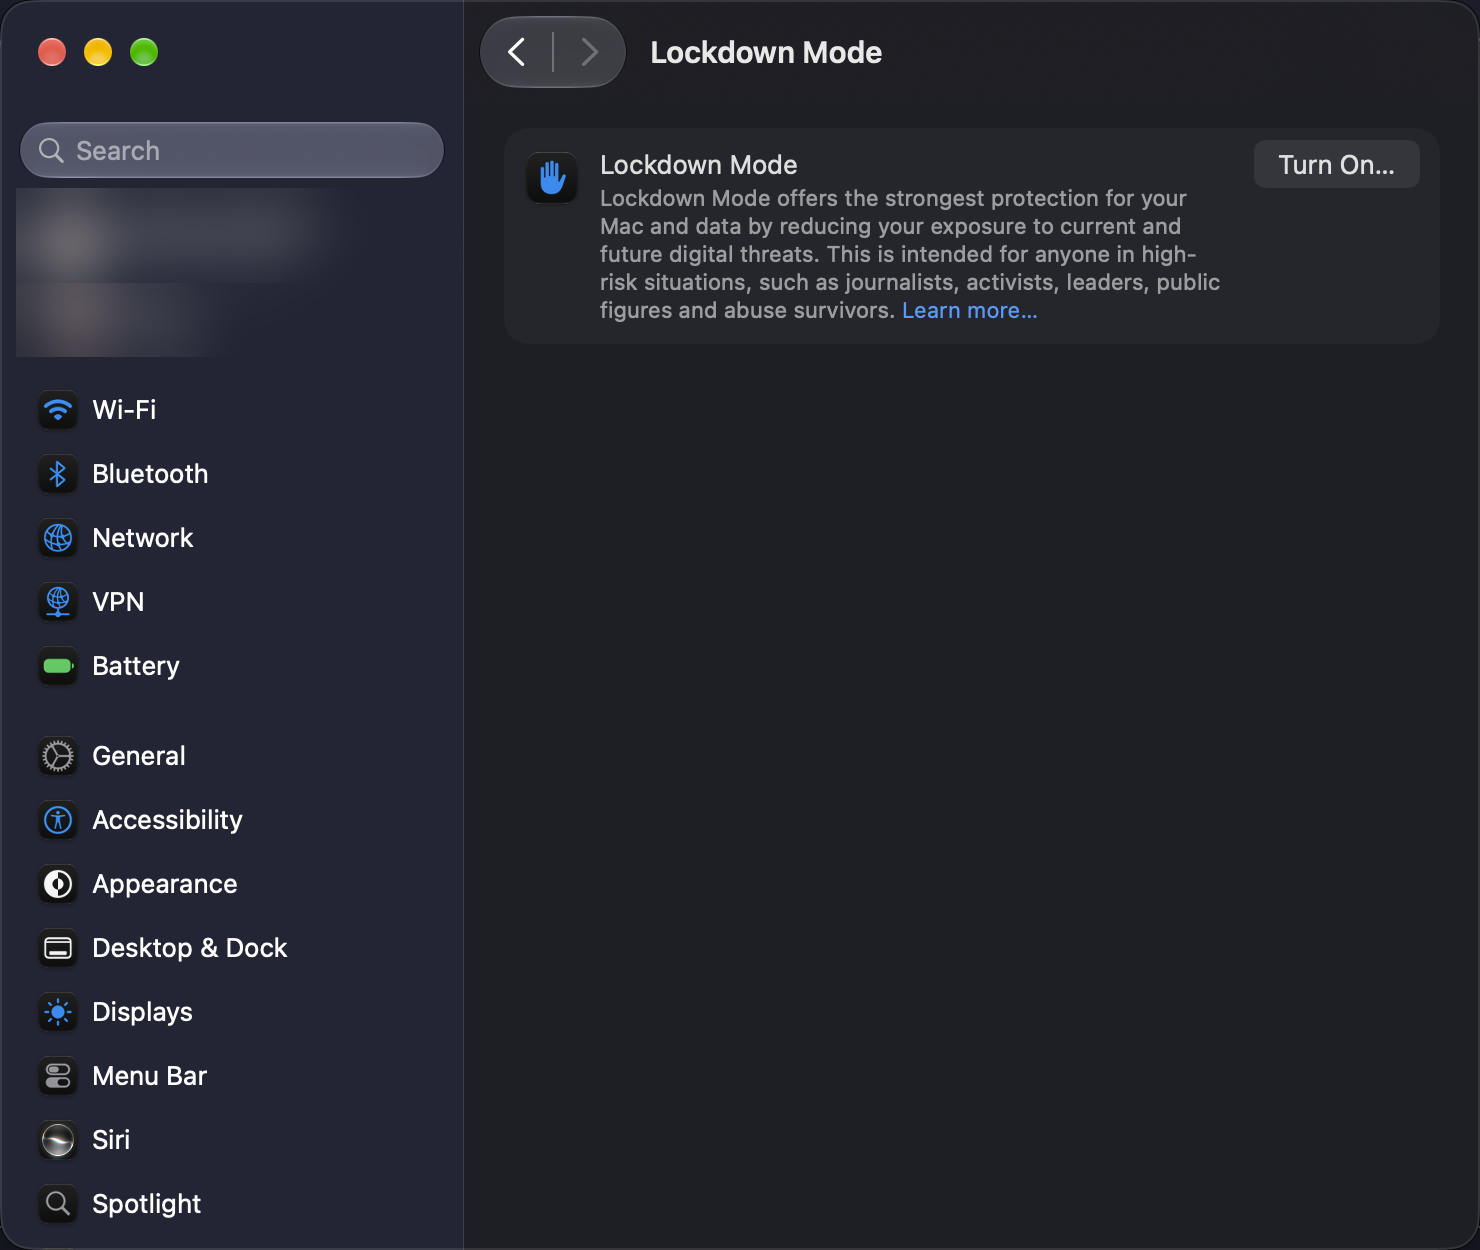 Lockdown Mode
Search
Wi-Fi
Bluetooth
Network
VPN
Battery
General
Accessibility
Appearance
Desktop & Dock
Displays
Menu Bar
Siri
Spotlight
Lockdown Mode
Turn On...
Lockdown Mode offers the strongest protection for your
Mac and data by reducing your exposure to current and
future digital threats. This is intended for anyone in high-
risk situations, such as journalists, activists, leaders, public
figures and abuse survivors. Learn more...